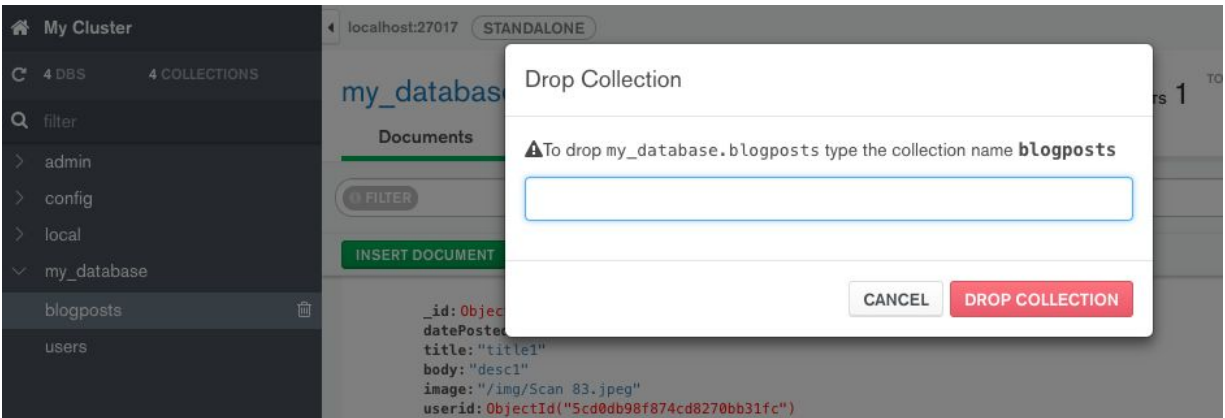 My Cluster
localhost:27017 STANDALONE
4 DBS 4 COLLECTIONS
filter
admin
config
local
my_database
blogposts
users
my_databas
1
Documents
FILTER
INSERT DOCUMENT
Drop Collection
To drop my_database.blogposts type the collection name blogposts
CANCEL DROP COLLECTION
_id:Objec
datePosted
title:"title1"
body:"desc1"
image:"/img/Scan 83.jpeg"
userid:ObjectId("5cd0db98f874cd8270bb31fc")